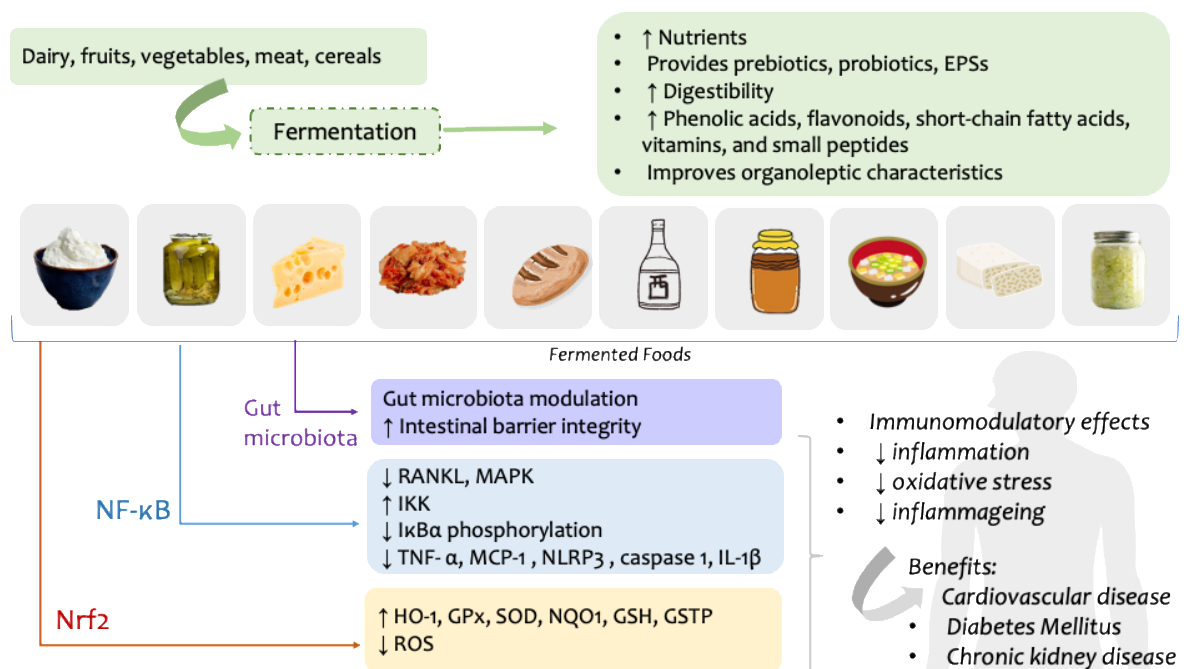 Dairy, fruits, vegetables, meat, cereals
Fermentation
• ↑ Nutrients
• Provides prebiotics, probiotics, EPSs
• ↑ Digestibility
• ↑ Phenolic acids, flavonoids, short-chain fatty acids,
vitamins, and small peptides
• Improves organoleptic characteristics
酉
Fermented Foods
Gut
microbiota
Gut microbiota modulation
↑ Intestinal barrier integrity
NF-κB
↓ RANKL, MAPK
↑ IKK
↓ IκBα phosphorylation
↓ TNF- α, MCP-1 , NLRP3 , caspase 1, IL-1β
Nrf2
↑ HO-1, GPx, SOD, NQO1, GSH, GSTP
↓ ROS
• Immunomodulatory effects
• ↓ inflammation
• ↓ oxidative stress
• ↓ inflammageing
Benefits:
Cardiovascular disease
• Diabetes Mellitus
• Chronic kidney disease